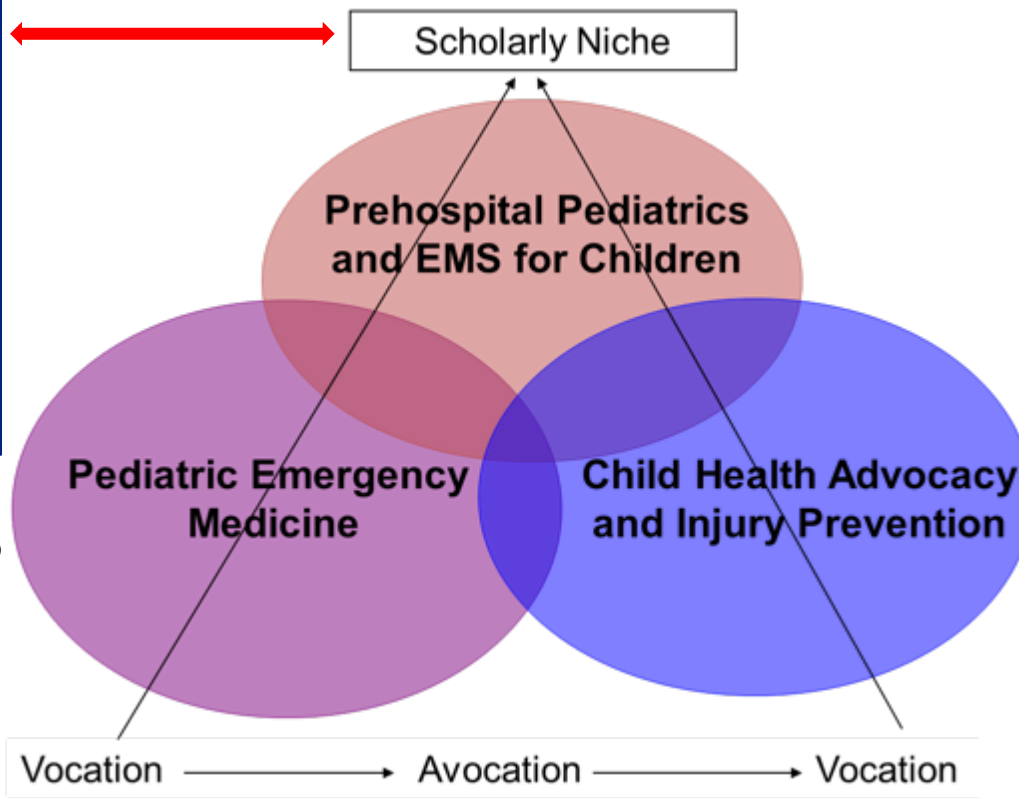 Scholarly Niche
Prehospital Pediatrics
and EMS for Children
Pediatric Emergency
Medicine
Child Health Advocacy
and Injury Prevention
Vocation
Avocation
Vocation